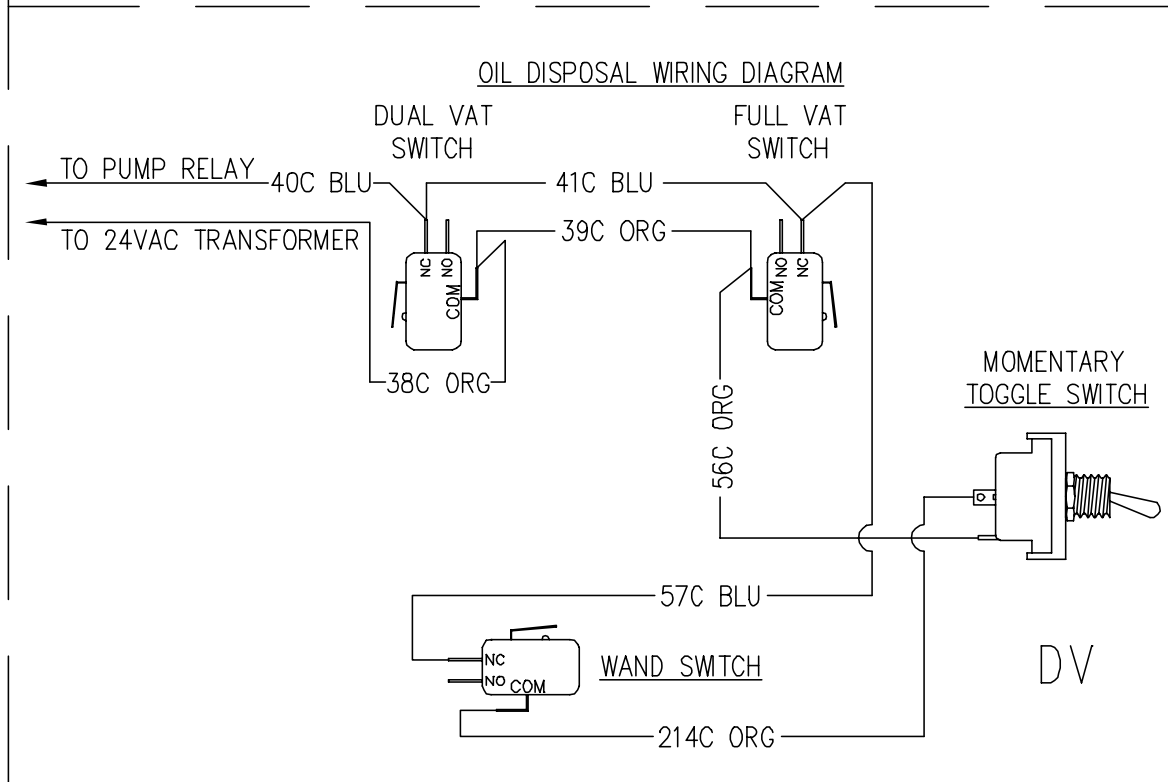 OIL DISPOSAL WIRING DIAGRAM
DUAL VAT
SWITCH
FULL VAT
SWITCH
TO PUMP RELAY
40C BLU
41C BLU
TO 24VAC TRANSFORMER
39C ORG
NC
NO
COM
NO
NC
COM
38C ORG
56C ORG
MOMENTARY
TOGGLE SWITCH
57C BLU
NC
NO
COM
WAND SWITCH
DV
214C ORG